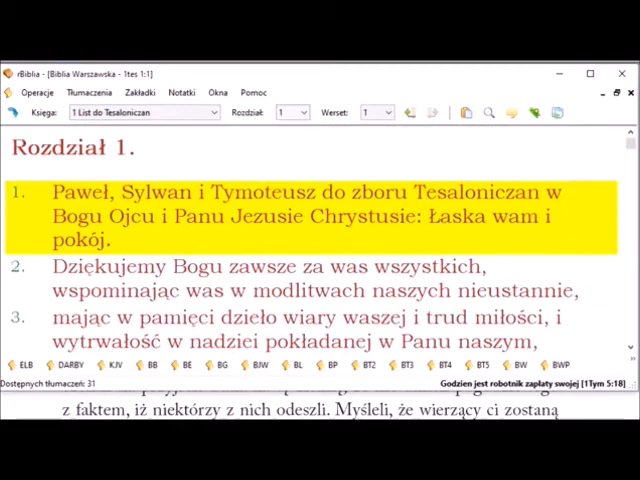 rBiblia - [Biblia Warszawska - 1tes 1:1]
Operacje Tłumaczenia Zakładki Notatki Okna Pomoc
Księga: 1 List do Tesaloniczan Rozdział: 1 Werset: 1
Rozdział 1.
1. Paweł, Sylwan i Tymoteusz do zboru Tesaloniczan w
Bogu Ojcu i Panu Jezusie Chrystusie: Łaska wam i
pokój.
2. Dziękujemy Bogu zawsze za was wszystkich,
wspominając was w modlitwach naszych nieustannie,
3. mając w pamięci dzieło wiary waszej i trud miłości, i
wytrwałość w nadziei pokładanej w Panu naszym,
ELB DARBY KJV BB BE BG BJW BL BP BT2 BT3 BT4 BT5 BW BWP
Dostępnych tłumaczeń: 31 Godzien jest robotnik zapłaty swojej [1Tym 5:18]
z faktem, iż niektórzy z nich odeszli. Myśleli, że wierzący ci zostaną